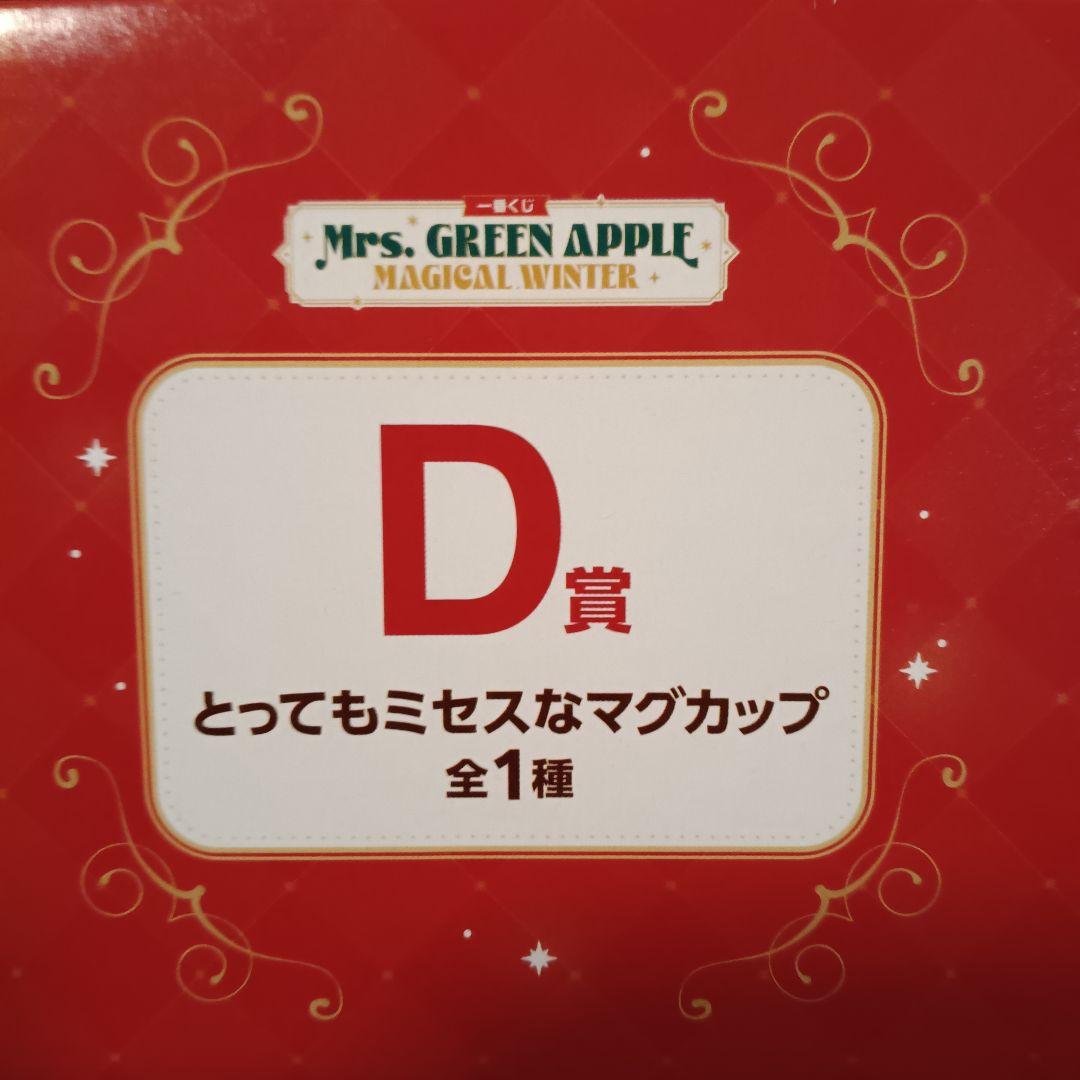 一番くじ
Mrs. GREEN APPLE
MAGICAL WINTER
D賞
とってもミセスなマグカップ
全1種